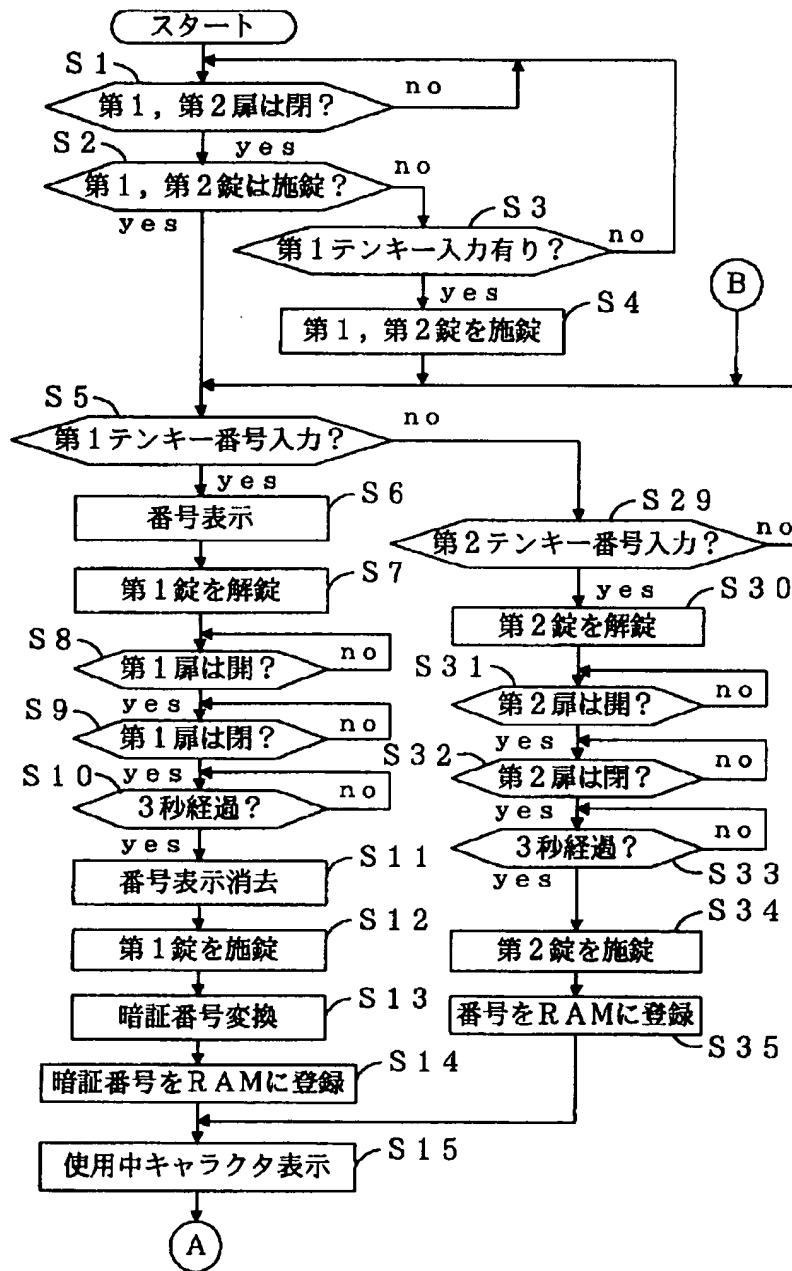 スタート
S1
第1,第2扉は閉?
no
yes
S2
第1,第2錠は施錠?
no
yes
S3
第1テンキー入力有り?
no
yes
S4
第1,第2錠を施錠
B
S5
第1テンキー番号入力?
no
yes
S6
番号表示
S7
第1錠を解錠
S8
第1扉は開?
no
yes
S9
第1扉は閉?
no
yes
S10
3秒経過?
no
yes
S11
番号表示消去
S12
第1錠を施錠
S13
暗証番号変換
S14
暗証番号をRAMに登録
S29
第2テンキー番号入力?
no
yes
S30
第2錠を解錠
S31
第2扉は開?
no
yes
S32
第2扉は閉?
no
yes
3秒経過?
no
S33
yes
S34
第2錠を施錠
番号をRAMに登録
S35
S15
使用中キャラクタ表示
A